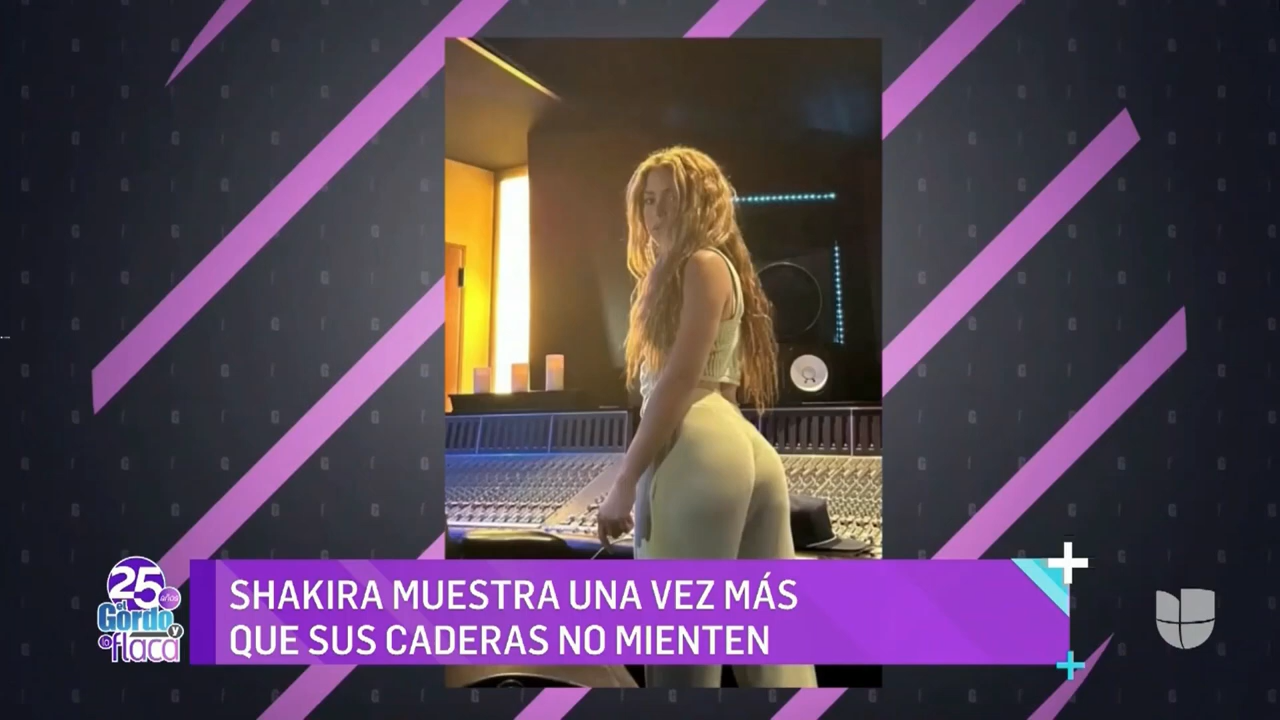 SHAKIRA MUESTRA UNA VEZ MÁS
QUE SUS CADERAS NO MIENTEN
25
años
el
Gordo
y
la
flaca